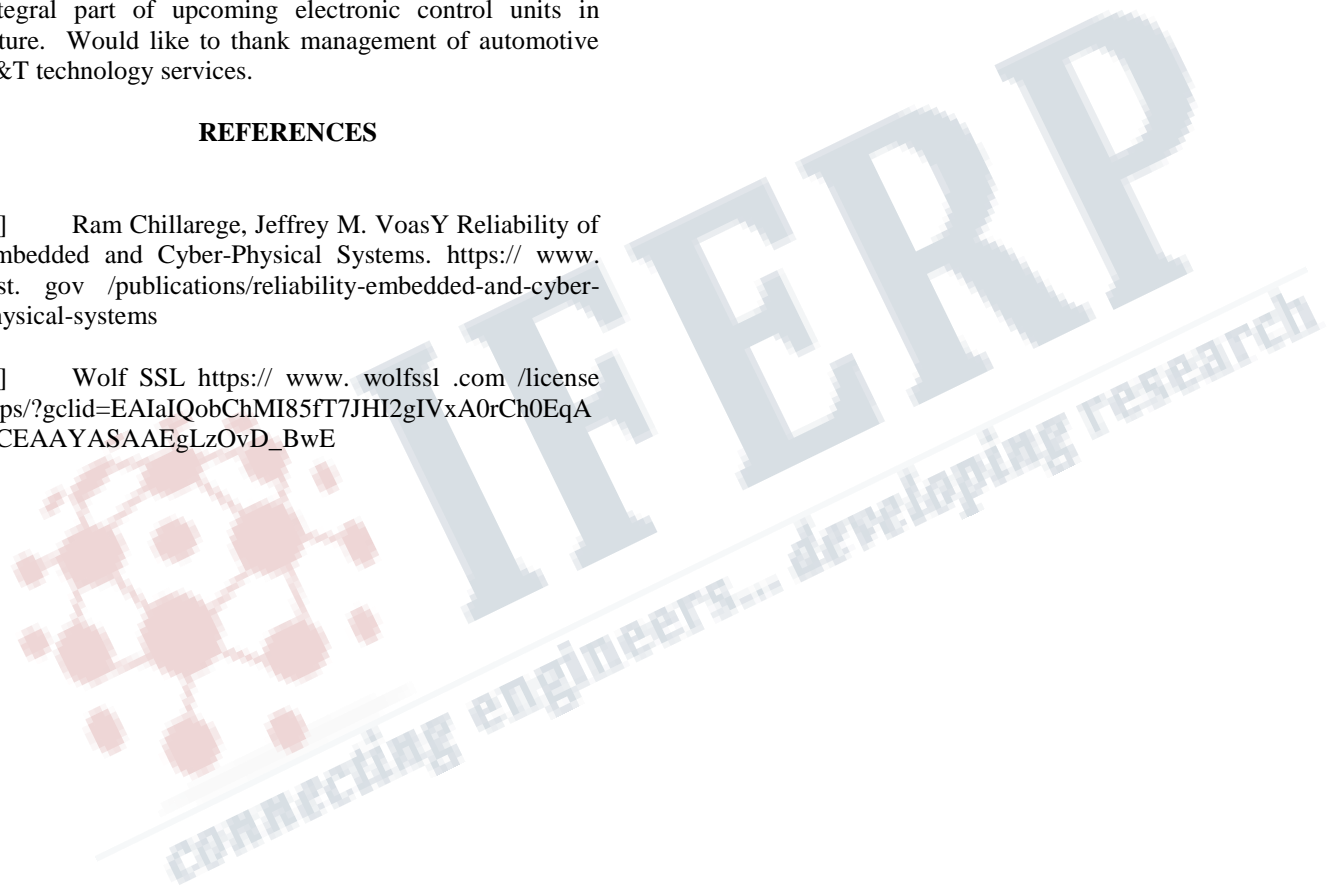 tegral part of upcoming electronic control units in
ture. Would like to thank management of automotive
&T technology services.
REFERENCES
] Ram Chillarege, Jeffrey M. VoasY Reliability of
mbedded and Cyber-Physical Systems. https:// www.
st. gov /publications/reliability-embedded-and-cyber-
ysical-systems
] Wolf SSL https:// www. wolfssl .com /license
ps/?gclid=EAIaIQobChMI85fT7JHI2gIVxA0rCh0EqA
CEAAYASAAEgLzOvD_BwE
IFERP
connecting engineers... developing research